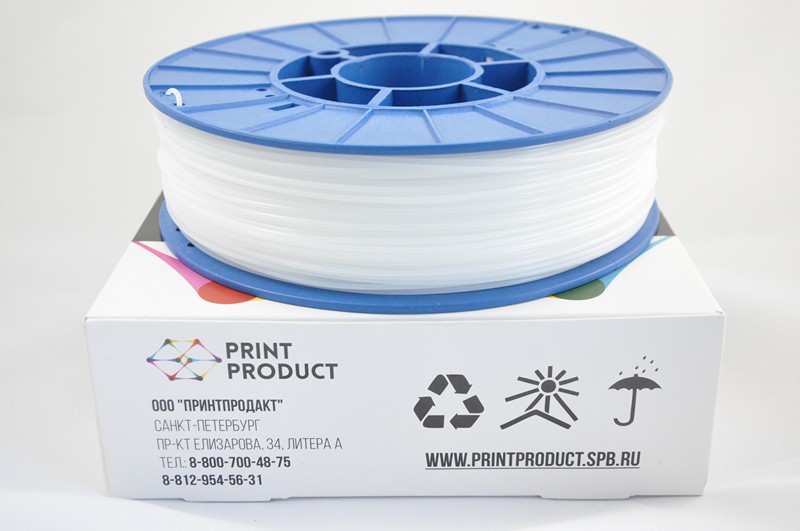 PRINT
PRODUCT
ООО "ПРИНТПРОДАКТ"
САНКТ-ПЕТЕРБУРГ
ПР-КТ ЕЛИЗАРОВА, 34, ЛИТЕРА А
ТЕЛ.: 8-800-700-48-75
8-812-954-56-31
WWW.PRINTPRODUCT.SPB.RU